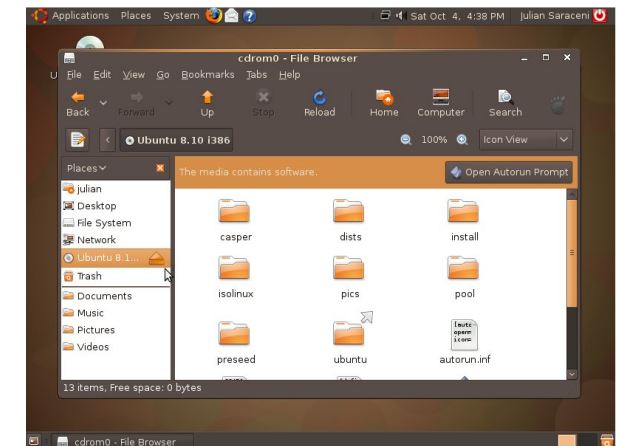 Applications Places System Sat Oct 4, 4:38 PM Julian Saraceni
U
cdrom0 - File Browser
File Edit View Go Bookmarks Tabs Help
Back Forward Up Stop Reload Home Computer Search
Ubuntu 8.10 i386 100% Icon View
Places
The media contains software. Open Autorun Prompt
julian
Desktop
File System
Network
Ubuntu 8.1...
Trash
Documents
Music
Pictures
Videos
casper dists install
isolinux pics pool
preseed ubuntu autorun.inf
13 items, Free space: 0 bytes
cdrom0 - File Browser